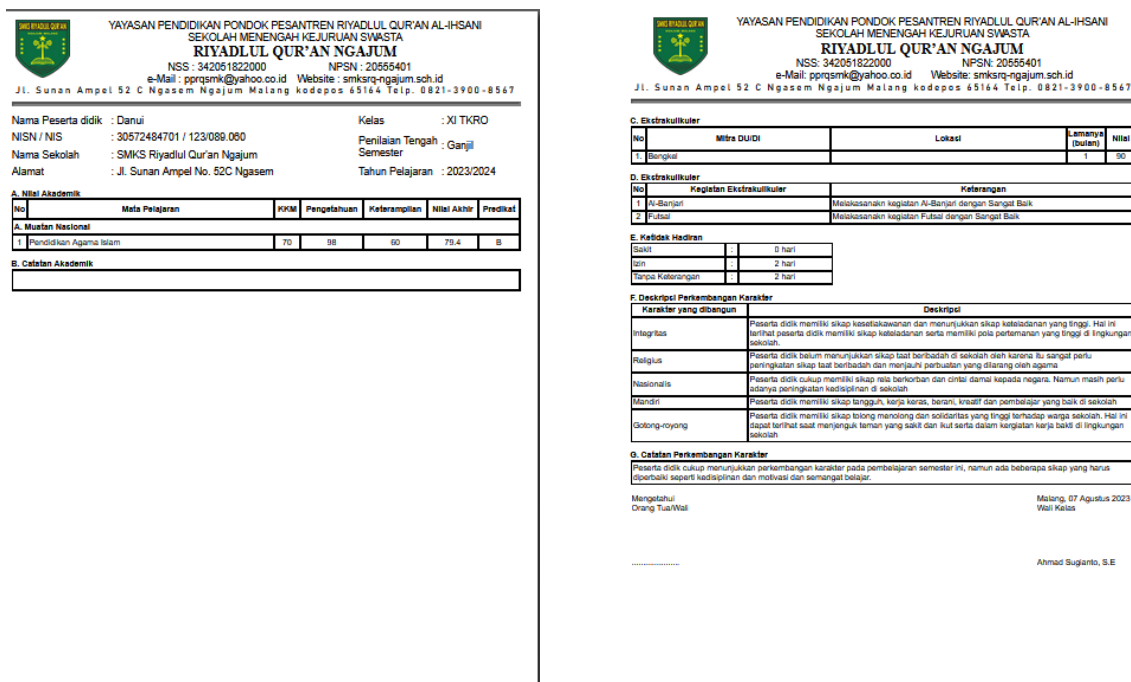 YAYASAN PENDIDIKAN PONDOK PESANTREN RIYADLUL QUR'AN AL-IHSANI
SEKOLAH MENENGAH KEJURUAN SWASTA
RIYADLUL QUR'AN NGAJUM
NSS : 342051822000 NPSN : 20555401
e-Mail : pprqsmk@yahoo.co.id Website : smksrq-ngajum.sch.id
Jl. Sunan Ampel 52 C Ngasem Ngajum Malang kodepos 65164 Telp. 0821-3900-8567
Nama Peserta didik : Danui Kelas : XI TKRO
NISN / NIS : 30572484701 / 123/089.060 Penilaian Tengah Semester : Ganjil
Nama Sekolah : SMKS Riyadlul Qur'an Ngajum
Alamat : Jl. Sunan Ampel No. 52C Ngasem Tahun Pelajaran : 2023/2024
A. Nilai Akademik
No Mata Pelajaran KKM Pengetahuan Keterampilan Nilai Akhir Predikat
A. Muatan Nasional
1 Pendidikan Agama Islam 70 98 60 79.4 B
B. Catatan Akademik
SMKS RIYADLUL QUR'AN
YAYASAN PENDIDIKAN PONDOK PESANTREN RIYADLUL QUR'AN AL-IHSANI
SEKOLAH MENENGAH KEJURUAN SWASTA
RIYADLUL QUR'AN NGAJUM
NSS: 342051822000 NPSN: 20555401
e-Mail: pprqsmk@yahoo.co.id Website: smksrq-ngajum.sch.id
Jl. Sunan Ampel 52 C Ngasem Ngajum Malang kodepos 65164 Telp. 0821-3900-8567
C. Ekstrakulikuler
No Mitra DU/DI Lokasi Lamanya (bulan) Nilai
1. Bengkel 1 90
D. Ekstrakulikuler
No Kegiatan Ekstrakulikuler Keterangan
1 Al-Banjari Melakasanakn kegiatan Al-Banjari dengan Sangat Baik
2 Futsal Melakasanakn kegiatan Futsal dengan Sangat Baik
E. Ketidak Hadiran
Sakit : 0 hari
Izin : 2 hari
Tanpa Keterangan : 2 hari
F. Deskripsi Perkembangan Karakter
Karakter yang dibangun Deskripsi
Integritas Peserta didik memiliki sikap kesetiakawanan dan menunjukkan sikap keteladanan yang tinggi. Hal ini
terlihat peserta didik memiliki sikap keteladanan serta memiliki pola pertemanan yang tinggi di lingkungan
sekolah.
Religius Peserta didik belum menunjukkan sikap taat beribadah di sekolah oleh karena itu sangat perlu
peningkatan sikap taat beribadah dan menjauhi perbuatan yang dilarang oleh agama
Nasionalis Peserta didik cukup memiliki sikap rela berkorban dan cintai damai kepada negara. Namun masih perlu
adanya peningkatan kedisiplinan di sekolah
Mandiri Peserta didik memiliki sikap tangguh, kerja keras, berani, kreatif dan pembelajar yang baik di sekolah
Gotong-royong Peserta didik memiliki sikap tolong menolong dan solidaritas yang tinggi terhadap warga sekolah. Hal ini
dapat terlihat saat menjenguk teman yang sakit dan ikut serta dalam kergiatan kerja bakti di lingkungan
sekolah
G. Catatan Perkembangan Karakter
Peserta didik cukup menunjukkan perkembangan karakter pada pembelajaran semester ini, namun ada beberapa sikap yang harus
diperbaiki seperti kedisiplinan dan motivasi dan semangat belajar.
Mengetahui Malang, 07 Agustus 2023
Orang Tua/Wali Wali Kelas
.................... Ahmad Sugianto, S.E